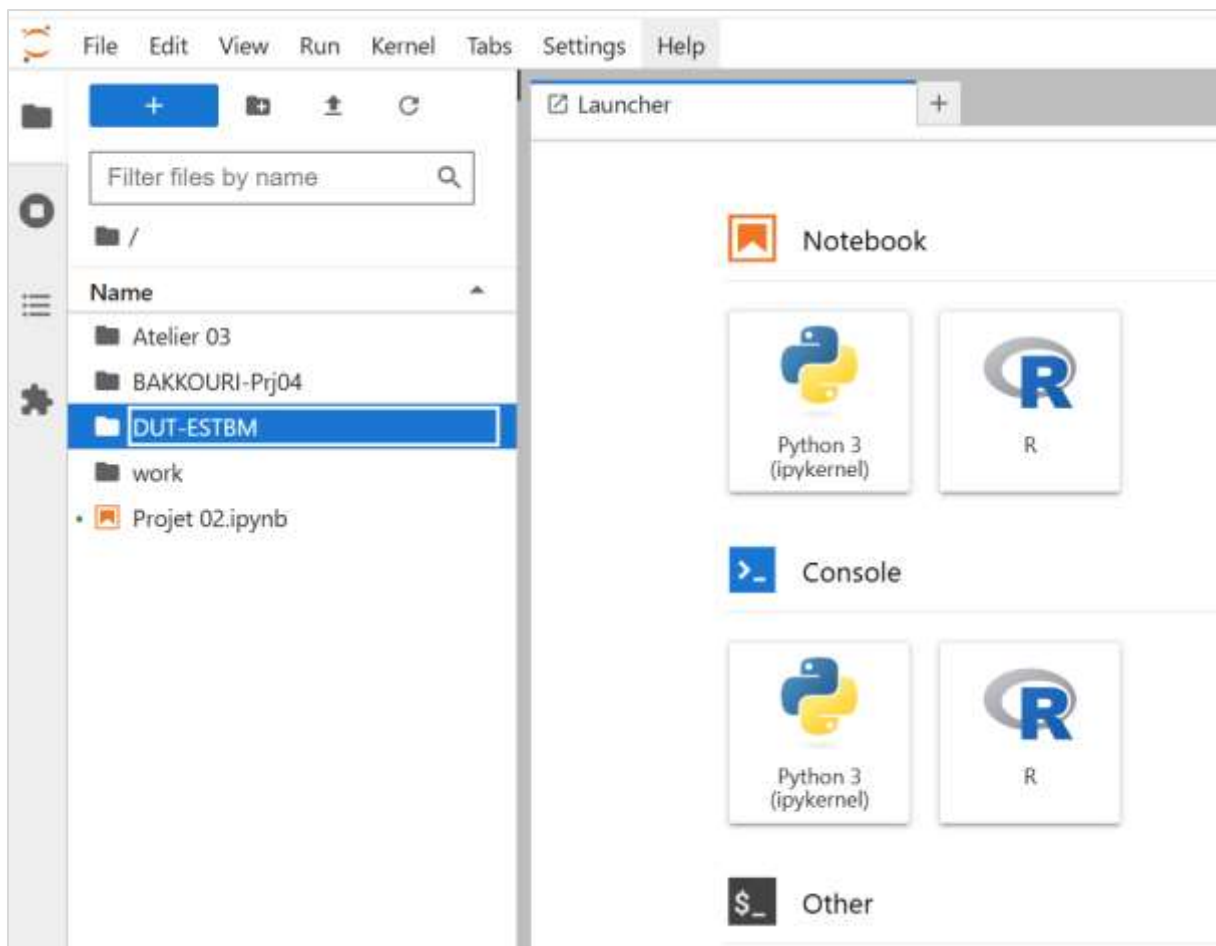 File Edit View Run Kernel Tabs Settings Help
+
Launcher
+
Filter files by name
/
Name
Atelier 03
BAKKOURI-Prj04
DUT-ESTBM
work
Projet 02.ipynb
Notebook
Python 3
(ipykernel)
R
R
>_
Console
Python 3
(ipykernel)
R
R
$_
Other